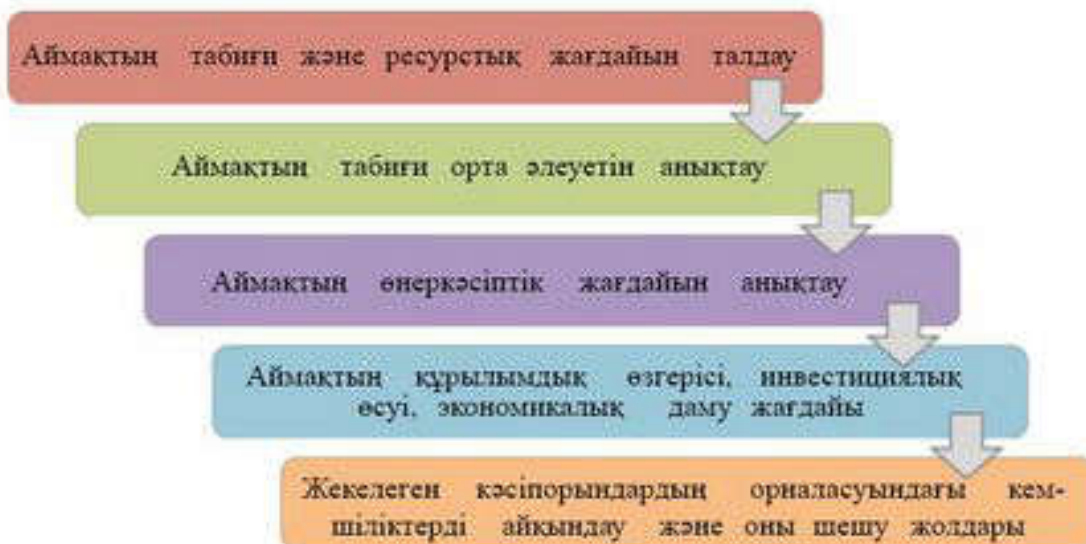 Аймақтың табиғи және ресурстық жағдайын талдау
Аймақтың табиғи орта әлеуетін анықтау
Аймақтың өнеркәсіптік жағдайын анықтау
Аймақтың құрылымдық өзгерісі, инвестициялық
өсуі, экономикалық даму жағдайы
Жекелеген кәсіпорындардың орналасуындағы кем-
шіліктерді айқындау және оны шешу жолдары